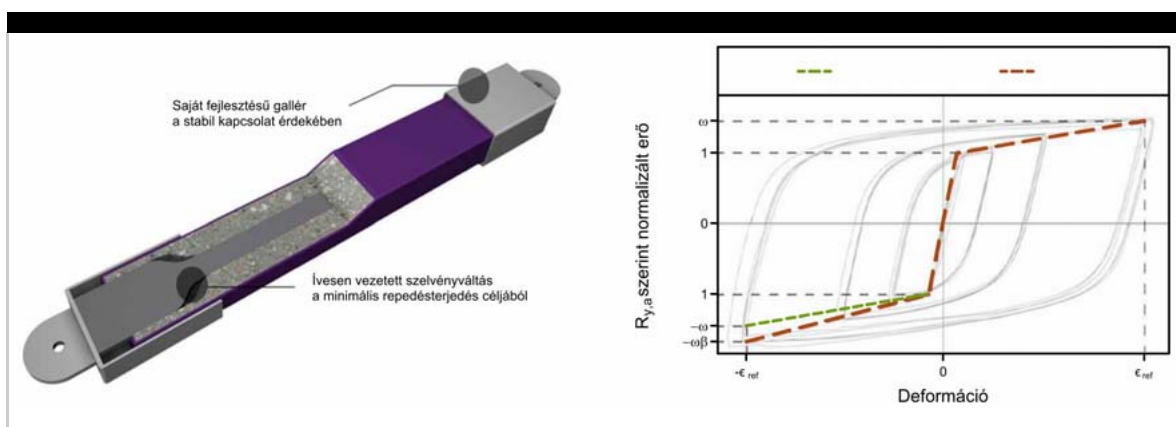 Saját fejlesztésű gallér
a stabil kapcsolat érdekében
Ívesen vezetett szelvényváltás
a minimális repedésterjedés céljából
R y,a szerint normalizált erő
ω
1
0
1
-ω
-ωβ
-ϵ ref
0
ϵ ref
Deformáció